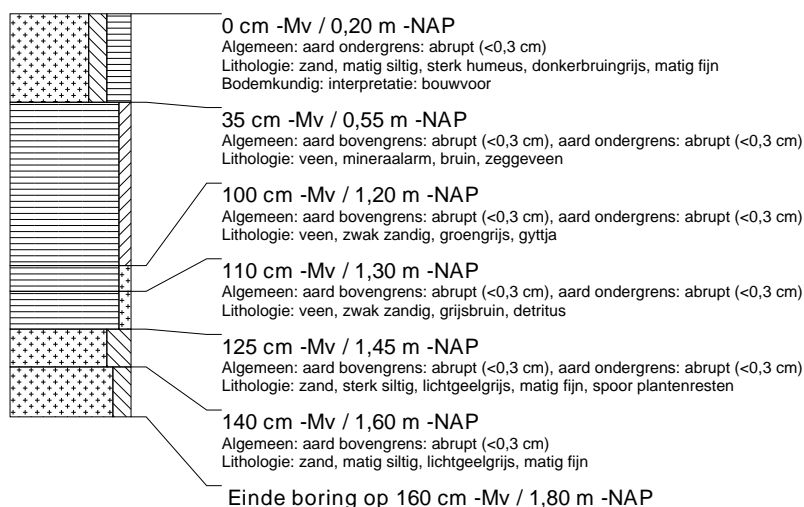 0 cm -Mv / 0,20 m -NAP
Algemeen: aard ondergrens: abrupt (<0,3 cm)
Lithologie: zand, matig siltig, sterk humeus, donkerbruingrijs, matig fijn
Bodemkundig: interpretatie: bouwvoor
35 cm -Mv / 0,55 m -NAP
Algemeen: aard bovengrens: abrupt (<0,3 cm), aard ondergrens: abrupt (<0,3 cm)
Lithologie: veen, mineraalarm, bruin, zeggeveen
100 cm -Mv / 1,20 m -NAP
Algemeen: aard bovengrens: abrupt (<0,3 cm), aard ondergrens: abrupt (<0,3 cm)
Lithologie: veen, zwak zandig, groengrijs, gyttja
110 cm -Mv / 1,30 m -NAP
Algemeen: aard bovengrens: abrupt (<0,3 cm), aard ondergrens: abrupt (<0,3 cm)
Lithologie: veen, zwak zandig, grijsbruin, detritus
125 cm -Mv / 1,45 m -NAP
Algemeen: aard bovengrens: abrupt (<0,3 cm), aard ondergrens: abrupt (<0,3 cm)
Lithologie: zand, sterk siltig, lichtgeelgrijs, matig fijn, spoor plantenresten
140 cm -Mv / 1,60 m -NAP
Algemeen: aard bovengrens: abrupt (<0,3 cm)
Lithologie: zand, matig siltig, lichtgeelgrijs, matig fijn
Einde boring op 160 cm -Mv / 1,80 m -NAP